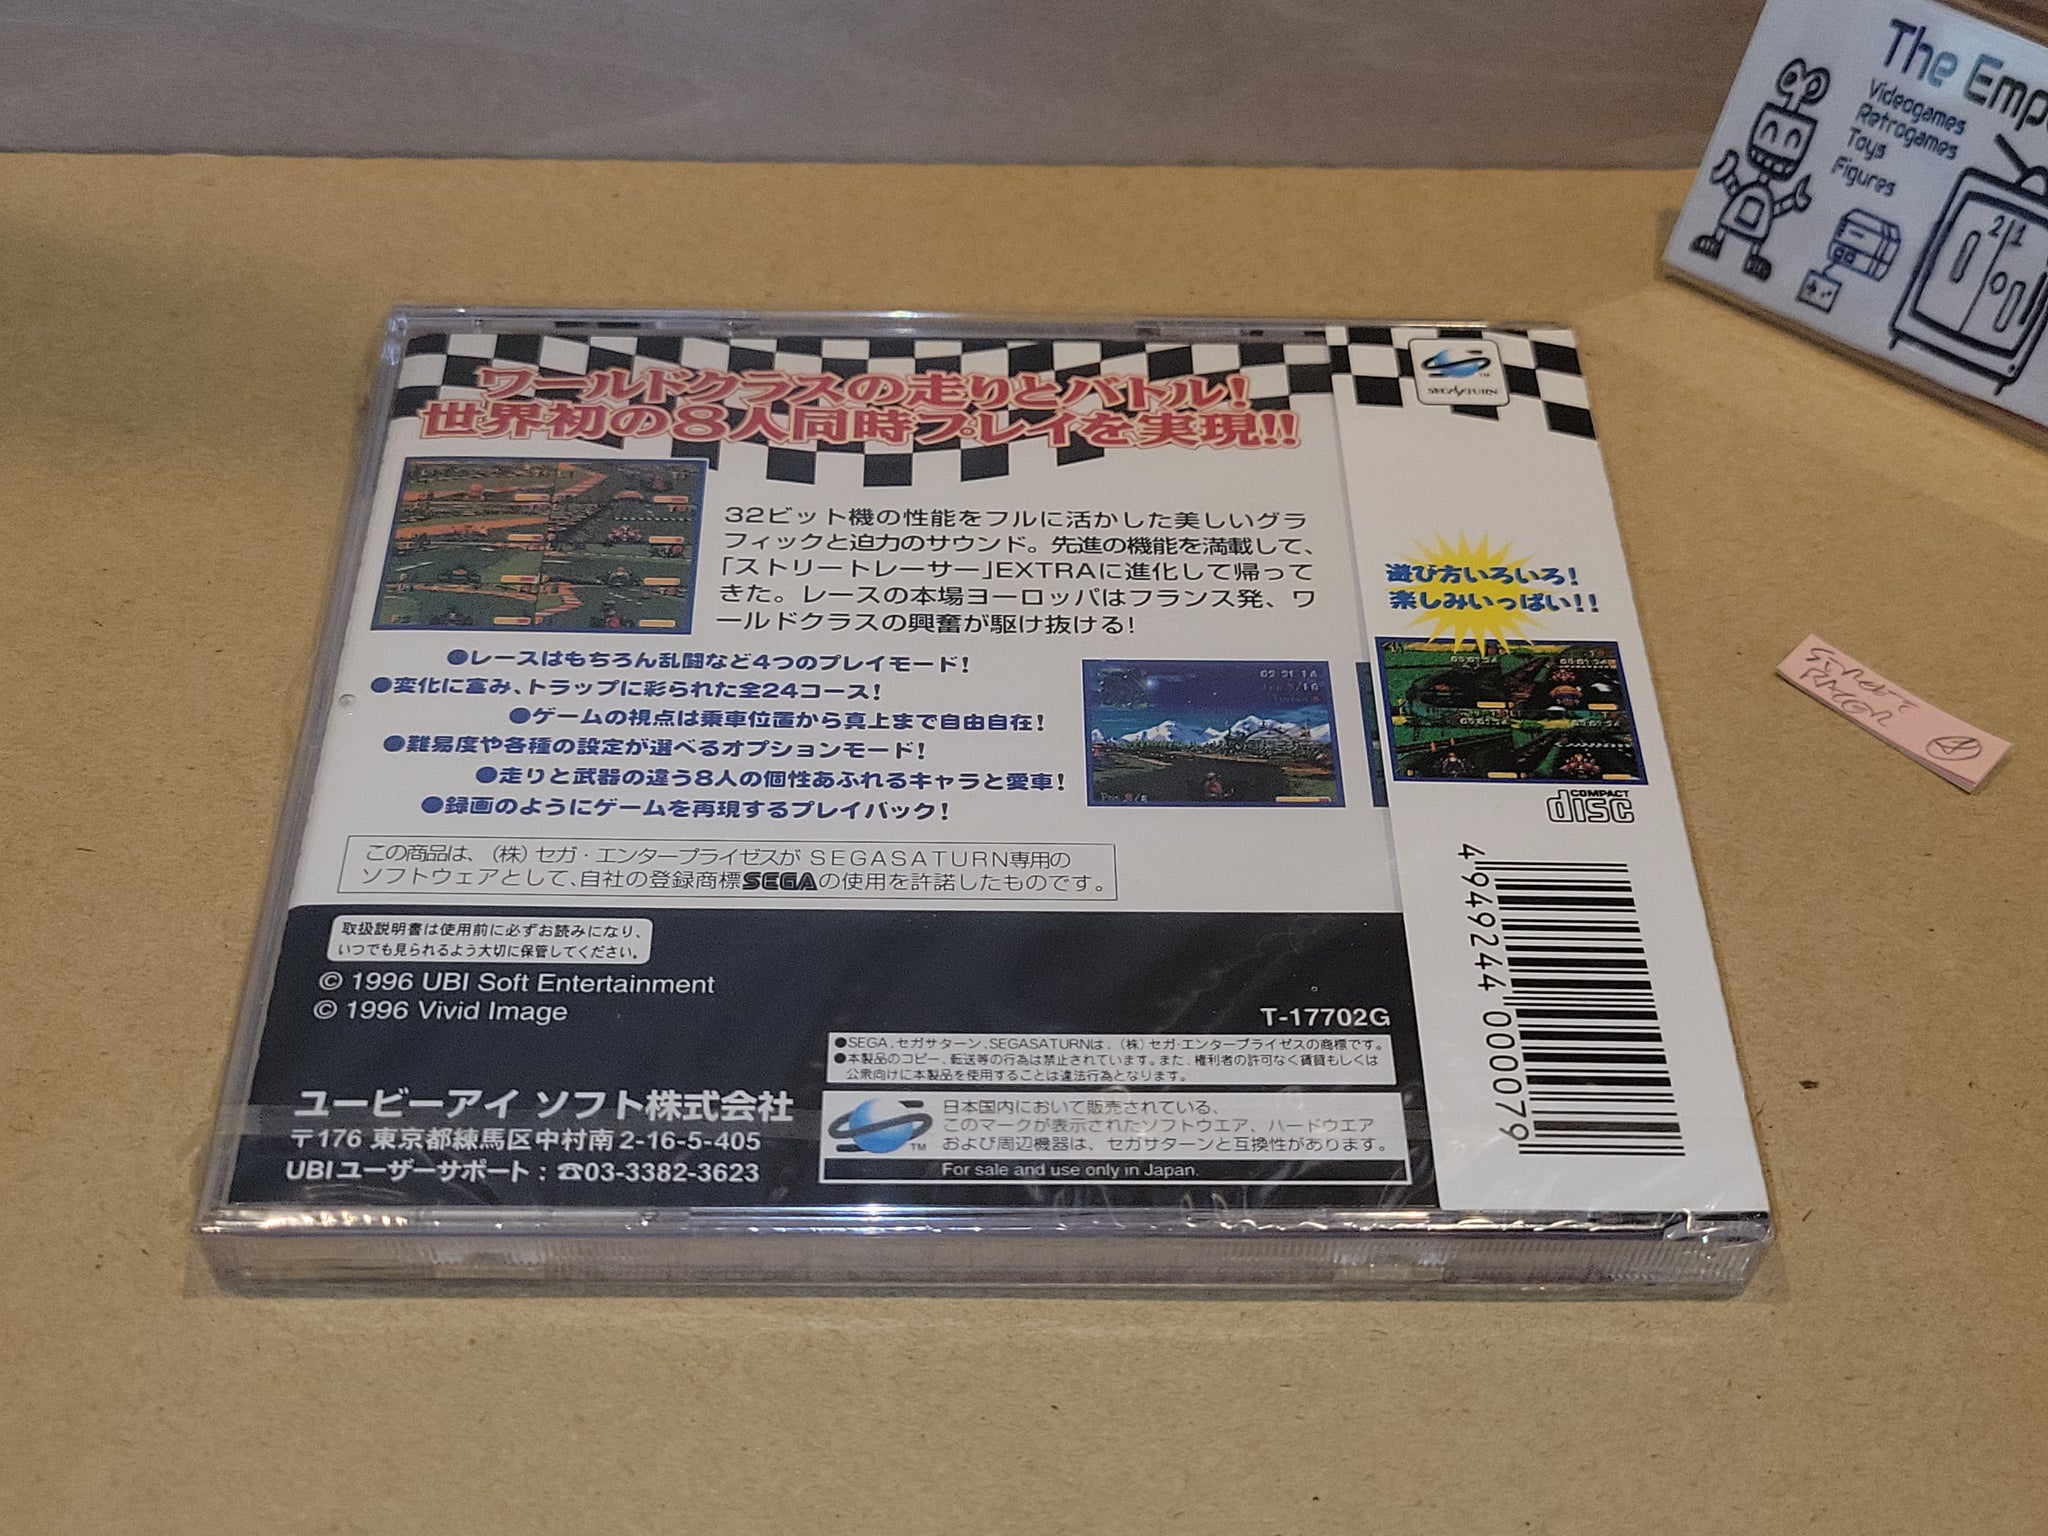 The Emp
Videogames
Retrogames
Toys
Figures
21
ワールドクラスの走りとバトル!
世界初の8人同時プレイを実現!!
32ビット機の性能をフルに活かした美しいグラ
フィックと迫力のサウンド。先進の機能を満載して、
「ストリートレーサー」EXTRAに進化して帰って
きた。レースの本場ヨーロッパはフランス発、ワ
ールドクラスの興奮が駆け抜ける!
●レースはもちろん乱闘など4つのプレイモード!
●変化に富み、トラップに彩られた全24コース!
●ゲームの視点は乗車位置から真上まで自由自在!
●難易度や各種の設定が選べるオプションモード!
●走りと武器の違う8人の個性あふれるキャラと愛車!
●録画のようにゲームを再現するプレイバック!
この商品は、(株)セガ・エンタープライゼスが SEGASATURN専用の
ソフトウェアとして、自社の登録商標SEGAの使用を許諾したものです。
取扱説明書は使用前に必ずお読みになり、
いつでも見られるよう大切に保管してください。
© 1996 UBI Soft Entertainment
© 1996 Vivid Image
T-17702G
●SEGA、セガサターン、SEGASATURNは、(株)セガ・エンタープライゼスの商標です。
●本製品のコピー、転送等の行為は禁止されています。また、権利者の許可なく賃貸もしくは
公衆向けに本製品を使用することは違法行為となります。
ユービーアイ ソフト株式会社
〒176 東京都練馬区中村南2-16-5-405
UBIユーザーサポート:☎03-3382-3623
TM
日本国内において販売されている、
このマークが表示されたソフトウエア、ハードウエア
および周辺機器は、セガサターンと互換性があります。
For sale and use only in Japan.
SEGA SATURN
遊び方いろいろ!
楽しみいっぱい!!
COMPACT
disc
4949244000079